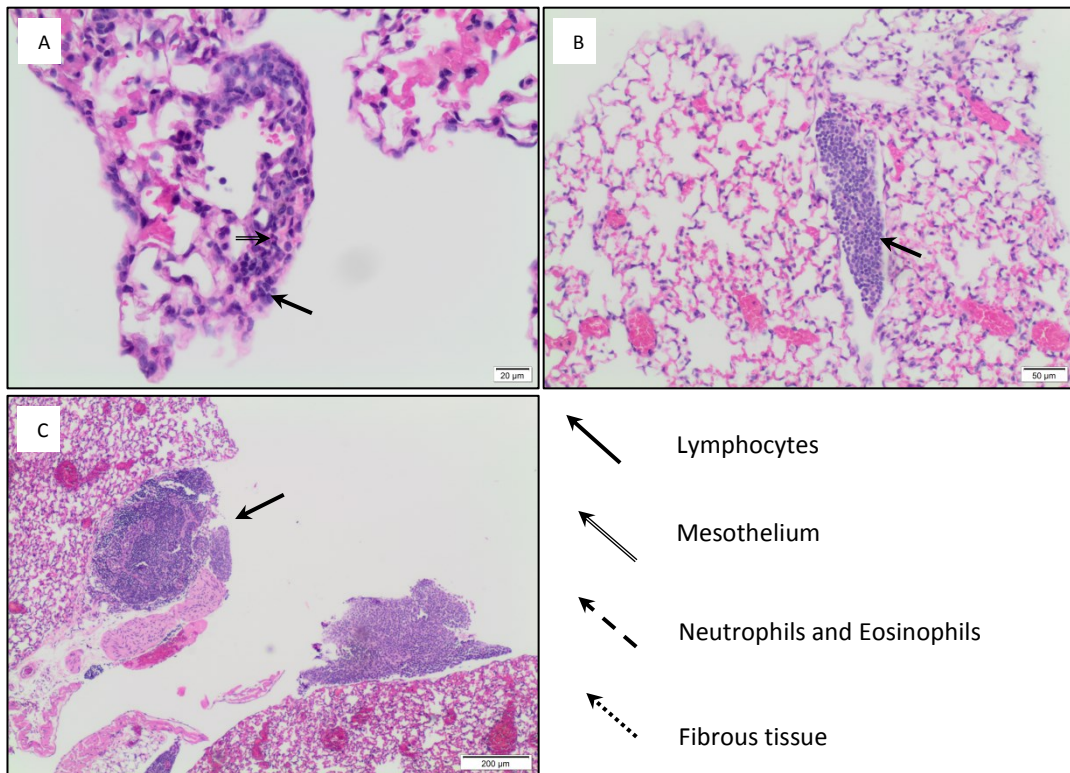 A
B
20 µm
50 µm
C
Lymphocytes
Mesothelium
Neutrophils and Eosinophils
Fibrous tissue
200 µm